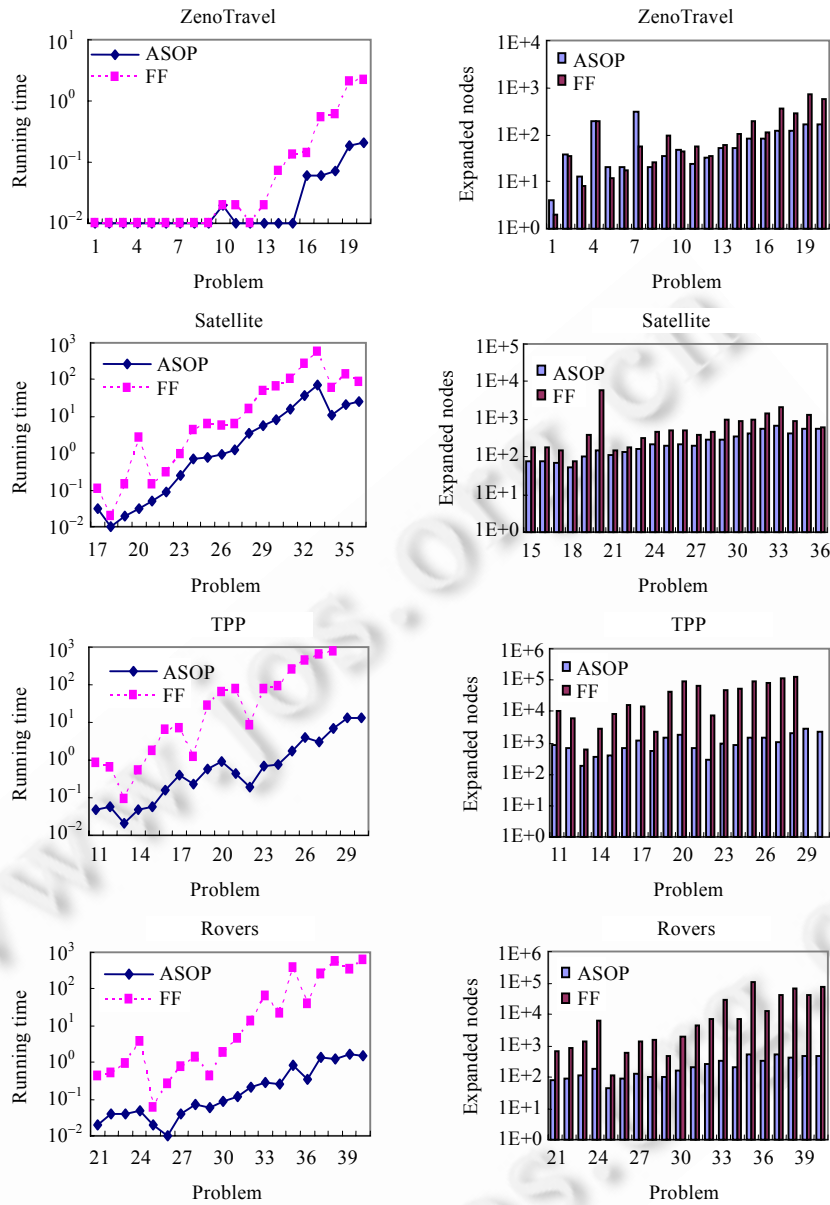 ZenoTravel
10^1
10^0
10^−1
10^−2
Running time
ASOP
FF
1 4 7 10 13 16 19
Problem
ZenoTravel
1E+4
1E+3
1E+2
1E+1
1E+0
Expanded nodes
ASOP
FF
1 4 7 10 13 16 19
Problem
Satellite
10^3
10^2
10^1
10^0
10^−1
10^−2
Running time
ASOP
FF
17 20 23 26 29 32 35
Problem
Satellite
1E+5
1E+4
1E+3
1E+2
1E+1
1E+0
Expanded nodes
ASOP
FF
15 18 21 24 27 30 33 36
Problem
TPP
10^3
10^2
10^1
10^0
10^−1
10^−2
Running time
ASOP
FF
11 14 17 20 23 26 29
Problem
TPP
1E+6
1E+5
1E+4
1E+3
1E+2
1E+1
1E+0
Expanded nodes
ASOP
FF
11 14 17 20 23 26 29
Problem
Rovers
10^3
10^2
10^1
10^0
10^−1
10^−2
Running time
ASOP
FF
21 24 27 30 33 36 39
Problem
Rovers
1E+6
1E+5
1E+4
1E+3
1E+2
1E+1
1E+0
Expanded nodes
ASOP
FF
21 24 27 30 33 36 39
Problem